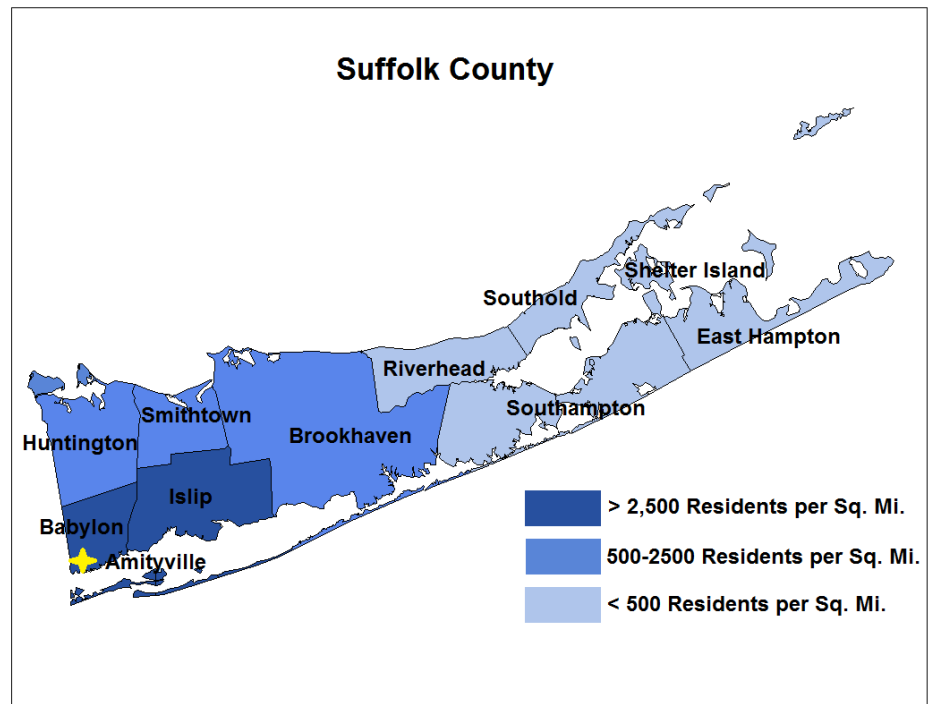 Suffolk County
Shelter Island
Southold
East Hampton
Riverhead
Southampton
Smithtown
Huntington
Brookhaven
Islip
Babylon
Amityville
> 2,500 Residents per Sq. Mi.
500-2500 Residents per Sq. Mi.
< 500 Residents per Sq. Mi.